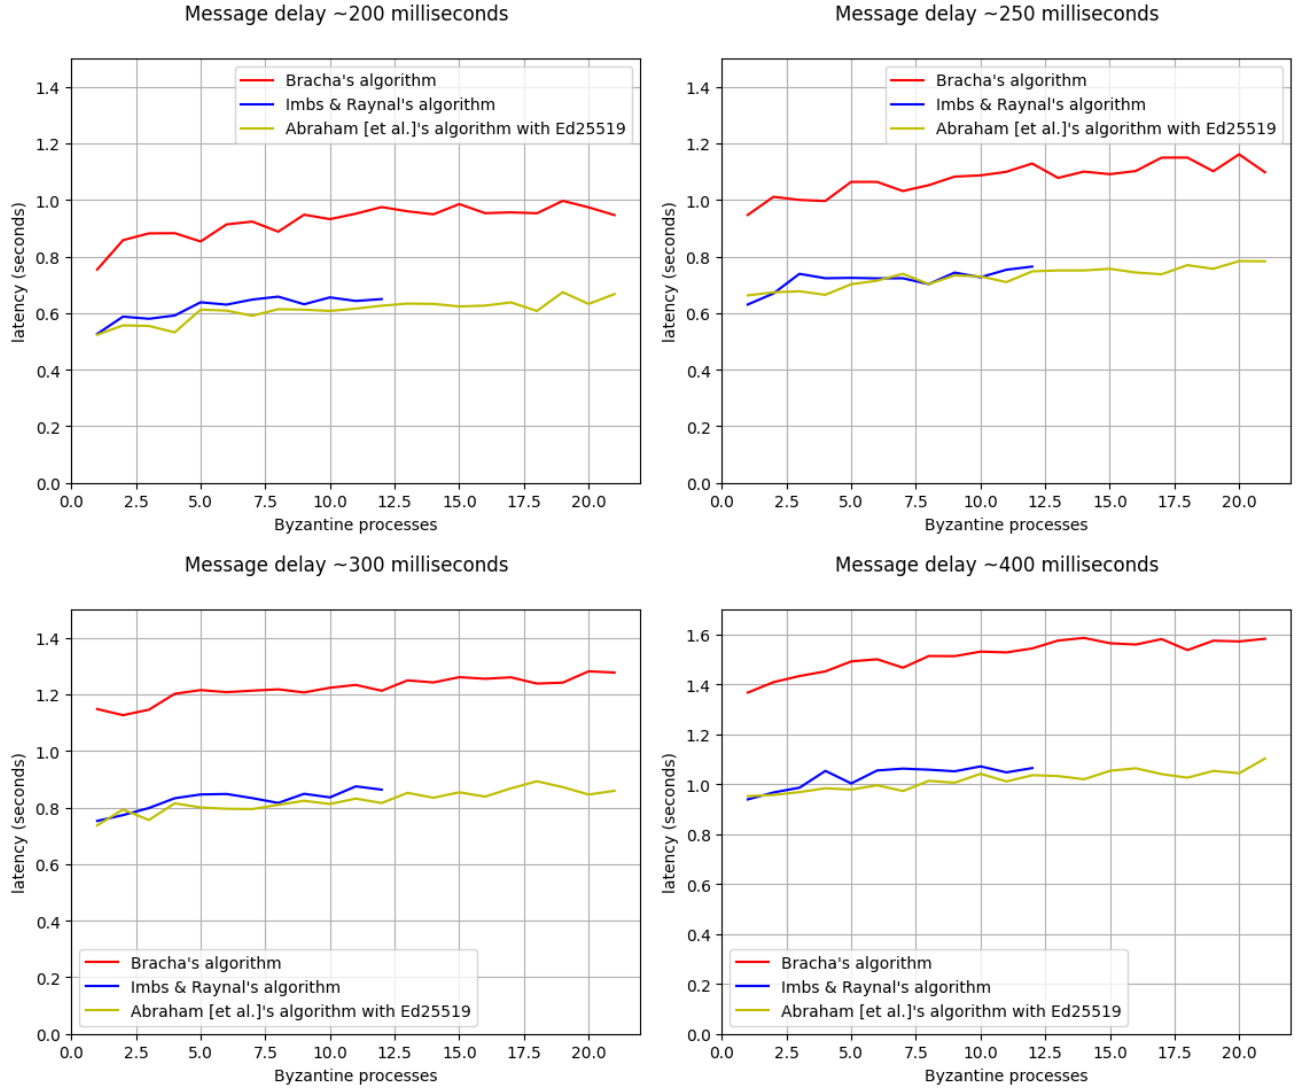 Message delay ~200 milliseconds
1.4
1.2
1.0
0.8
0.6
0.4
0.2
0.0
latency (seconds)
Bracha's algorithm
Imbs & Raynal's algorithm
Abraham [et al.]'s algorithm with Ed25519
0.0 2.5 5.0 7.5 10.0 12.5 15.0 17.5 20.0
Byzantine processes
Message delay ~250 milliseconds
1.4
1.2
1.0
0.8
0.6
0.4
0.2
0.0
latency (seconds)
Bracha's algorithm
Imbs & Raynal's algorithm
Abraham [et al.]'s algorithm with Ed25519
0.0 2.5 5.0 7.5 10.0 12.5 15.0 17.5 20.0
Byzantine processes
Message delay ~300 milliseconds
1.4
1.2
1.0
0.8
0.6
0.4
0.2
0.0
latency (seconds)
Bracha's algorithm
Imbs & Raynal's algorithm
Abraham [et al.]'s algorithm with Ed25519
0.0 2.5 5.0 7.5 10.0 12.5 15.0 17.5 20.0
Byzantine processes
Message delay ~400 milliseconds
1.6
1.4
1.2
1.0
0.8
0.6
0.4
0.2
0.0
latency (seconds)
Bracha's algorithm
Imbs & Raynal's algorithm
Abraham [et al.]'s algorithm with Ed25519
0.0 2.5 5.0 7.5 10.0 12.5 15.0 17.5 20.0
Byzantine processes